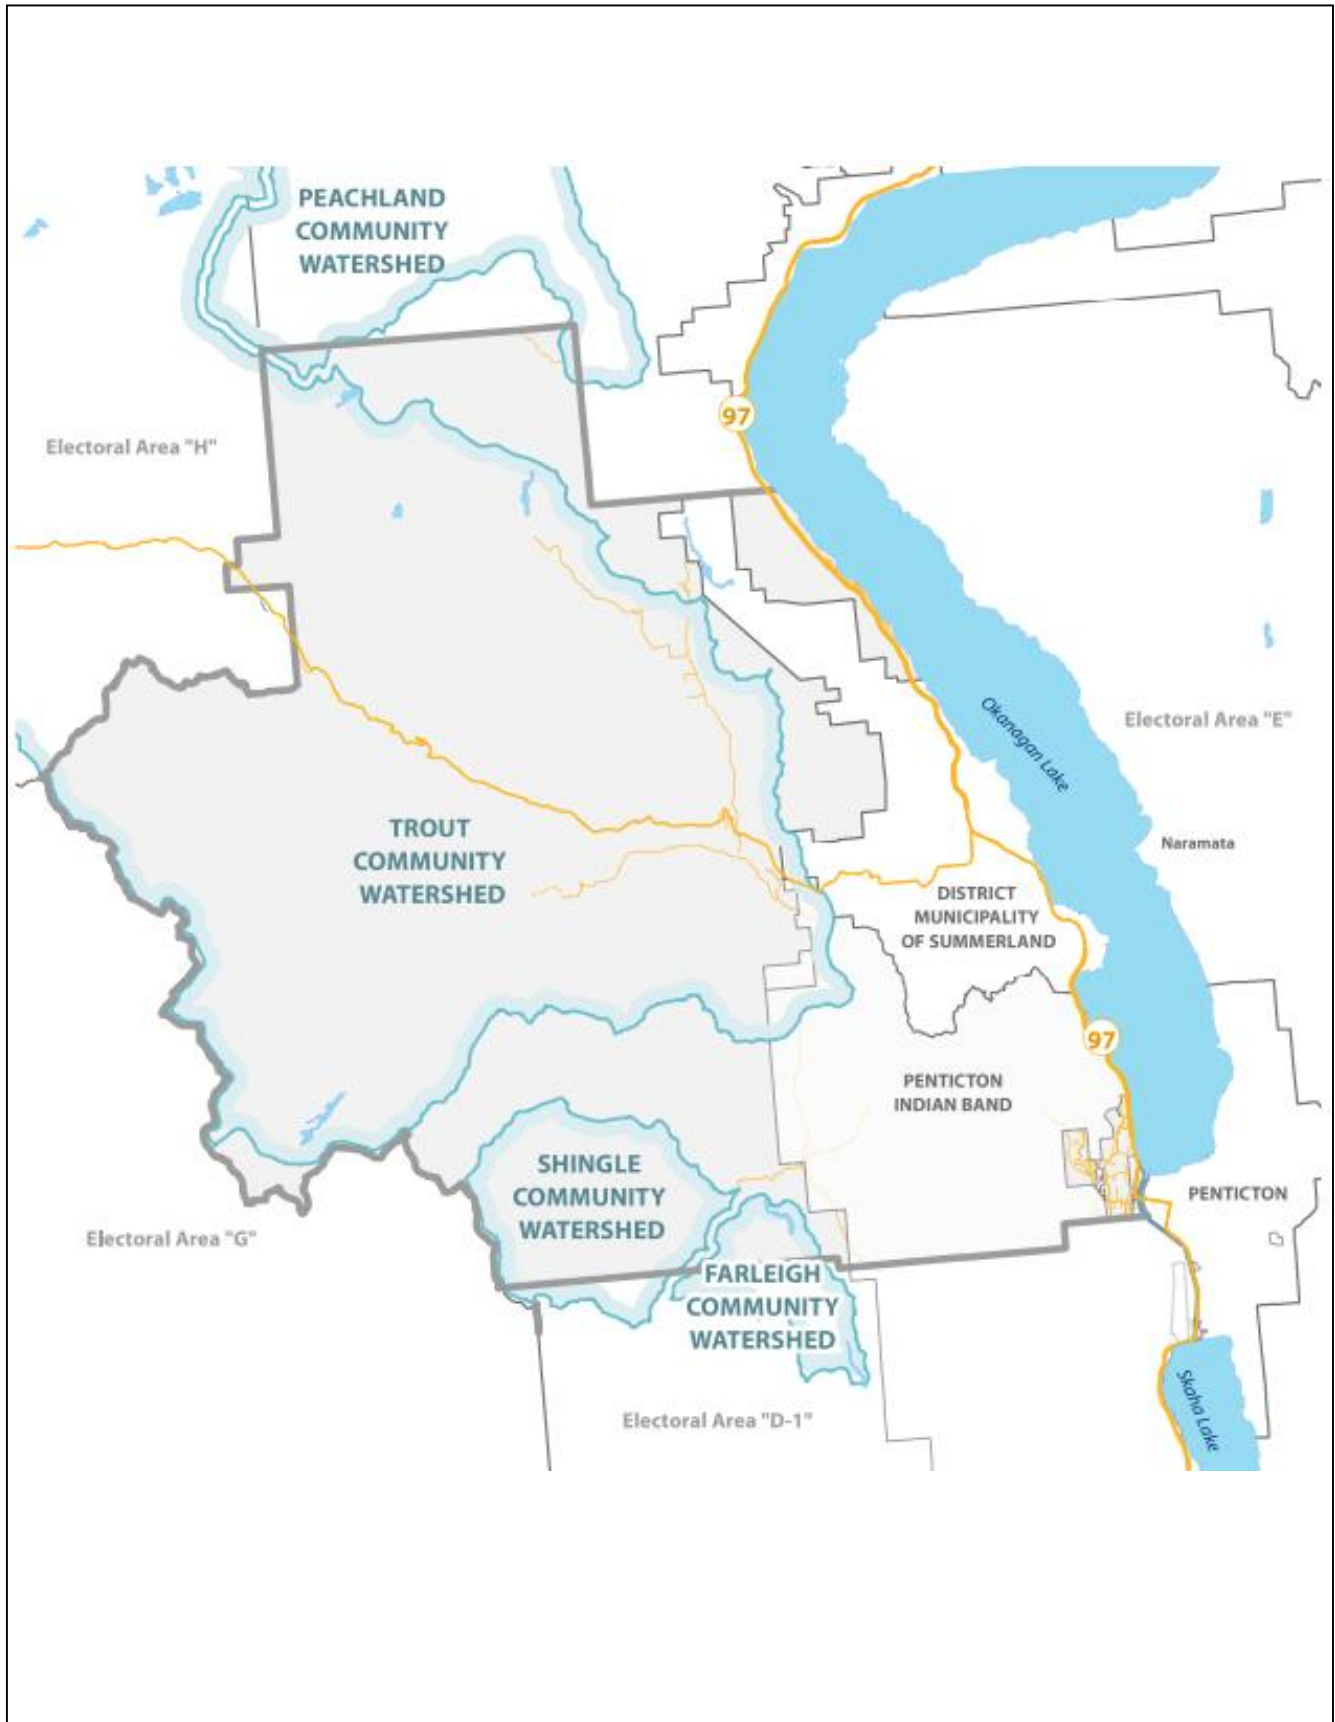 PEACHLAND
COMMUNITY
WATERSHED
97
Electoral Area "H"
Okanagan Lake
Electoral Area "E"
TROUT
COMMUNITY
WATERSHED
Naramata
DISTRICT
MUNICIPALITY
OF SUMMERLAND
97
PENTICTON
INDIAN BAND
SHINGLE
COMMUNITY
WATERSHED
PENTICTON
Electoral Area "G"
FARLEIGH
COMMUNITY
WATERSHED
Skaha Lake
Electoral Area "D-1"